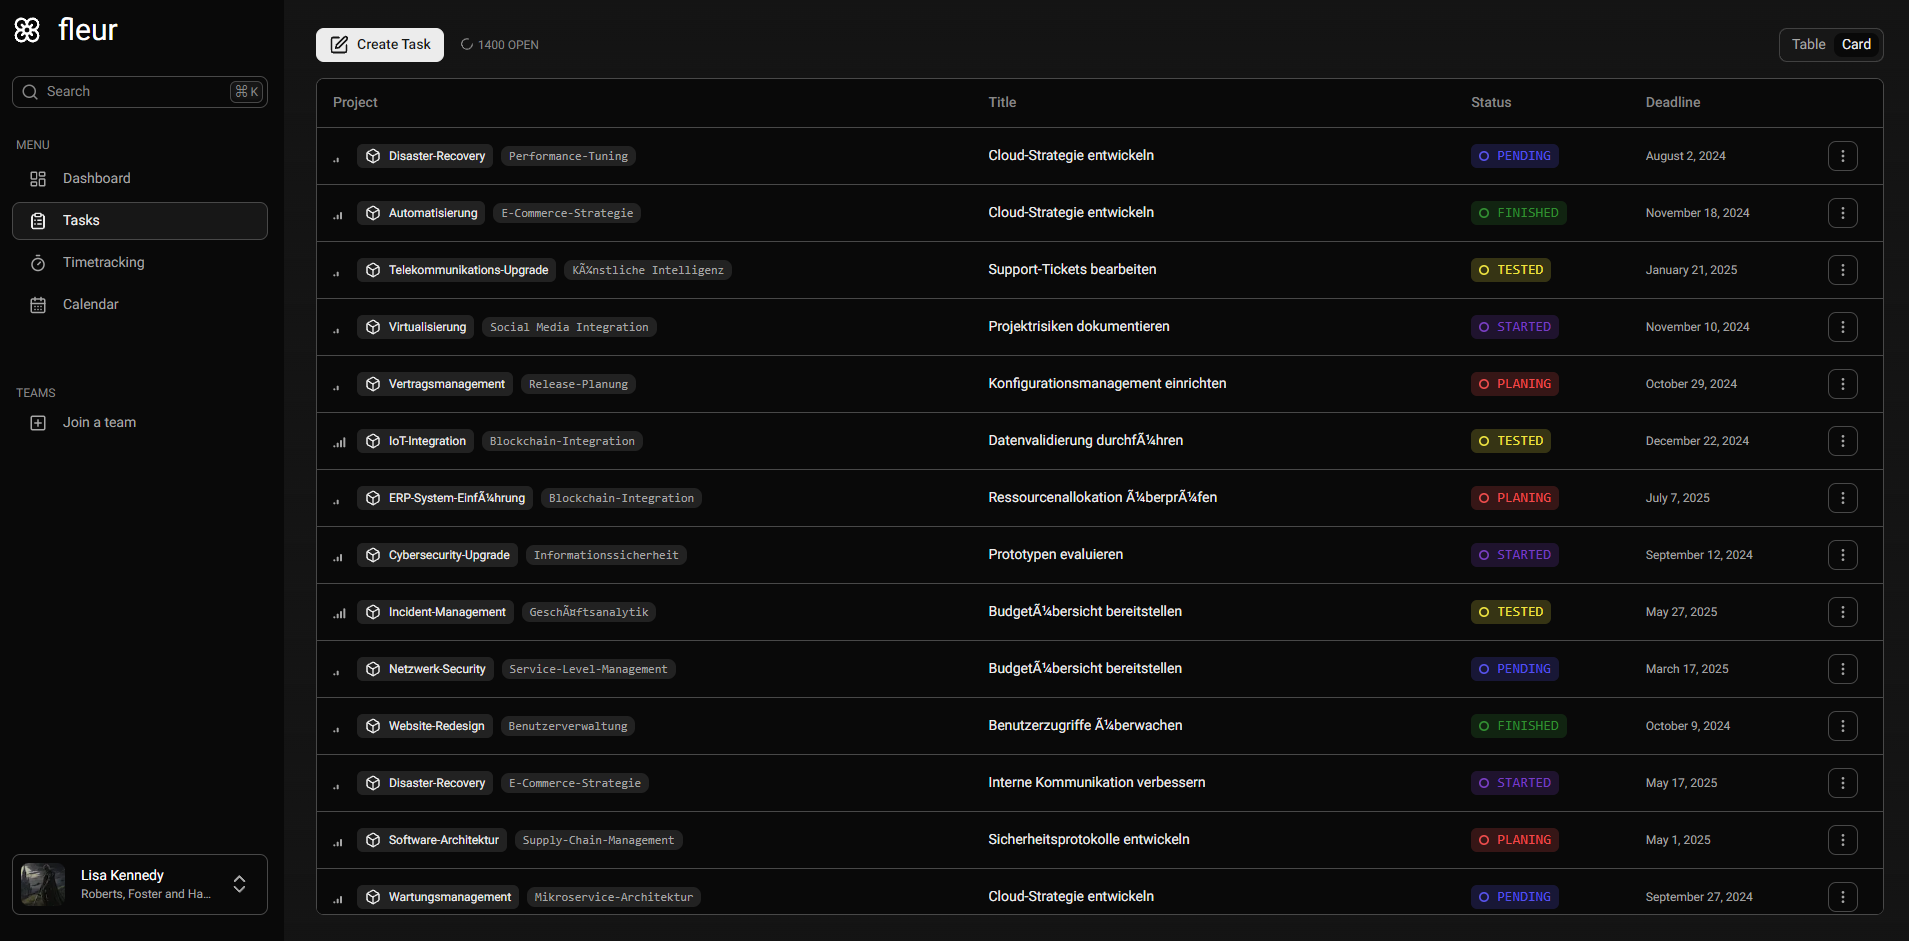 fleur
Search ⌘ K
MENU
Dashboard
Tasks
Timetracking
Calendar
TEAMS
Join a team
Lisa Kennedy
Roberts, Foster and Ha...
Create Task 1400 OPEN Table Card
Project Title Status Deadline
Disaster-Recovery Performance-Tuning Cloud-Strategie entwickeln PENDING August 2, 2024
Automatisierung E-Commerce-Strategie Cloud-Strategie entwickeln FINISHED November 18, 2024
Telekommunikations-Upgrade KÃ¼nstliche Intelligenz Support-Tickets bearbeiten TESTED January 21, 2025
Virtualisierung Social Media Integration Projektrisiken dokumentieren STARTED November 10, 2024
Vertragsmanagement Release-Planung Konfigurationsmanagement einrichten PLANING October 29, 2024
IoT-Integration Blockchain-Integration Datenvalidierung durchfÃ¼hren TESTED December 22, 2024
ERP-System-EinfÃ¼hrung Blockchain-Integration Ressourcenallokation Ã¼berprÃ¼fen PLANING July 7, 2025
Cybersecurity-Upgrade Informationssicherheit Prototypen evaluieren STARTED September 12, 2024
Incident-Management GeschÃ¤ftsanalytik BudgetÃ¼bersicht bereitstellen TESTED May 27, 2025
Netzwerk-Security Service-Level-Management BudgetÃ¼bersicht bereitstellen PENDING March 17, 2025
Website-Redesign Benutzerverwaltung Benutzerzugriffe Ã¼berwachen FINISHED October 9, 2024
Disaster-Recovery E-Commerce-Strategie Interne Kommunikation verbessern STARTED May 17, 2025
Software-Architektur Supply-Chain-Management Sicherheitsprotokolle entwickeln PLANING May 1, 2025
Wartungsmanagement Mikroservice-Architektur Cloud-Strategie entwickeln PENDING September 27, 2024